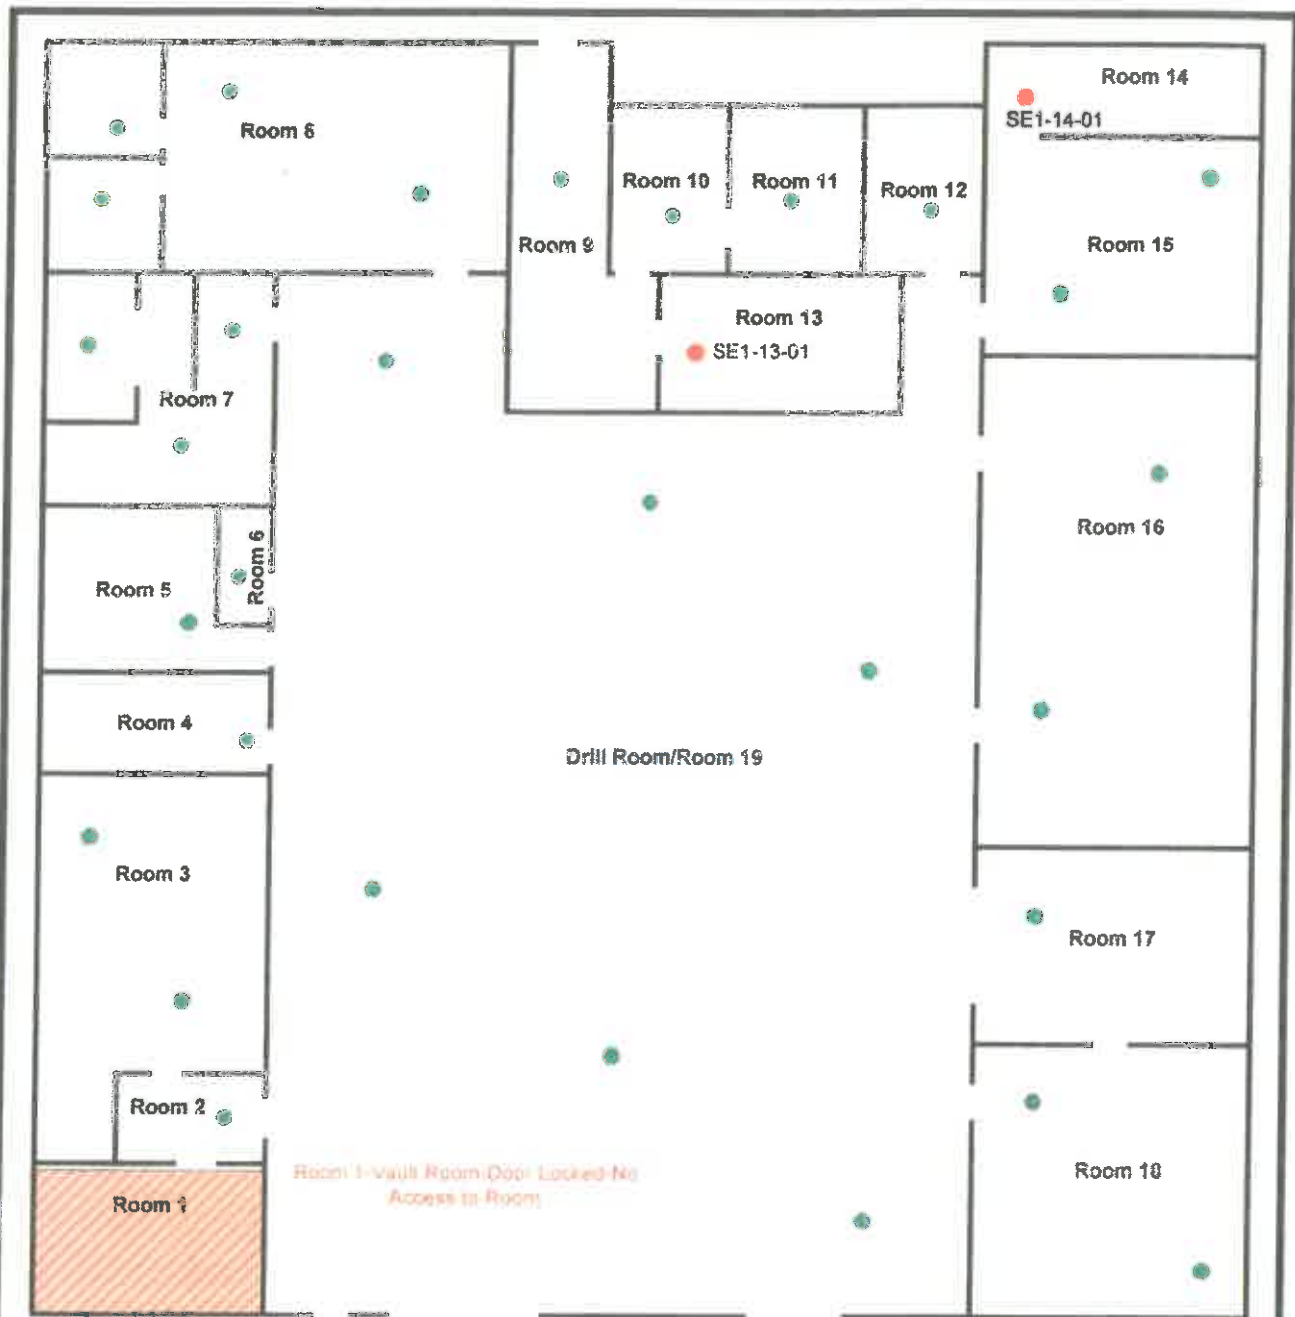 Room 14
SE1-14-01
Room 8
Room 10
Room 11
Room 12
Room 9
Room 15
Room 13
SE1-13-01
Room 7
Room 16
Room 6
Room 5
Room 4
Drill Room/Room 19
Room 3
Room 17
Room 2
Room 18
Room 1-Vault Room-Door Locked-No
Access to Room
Room 1